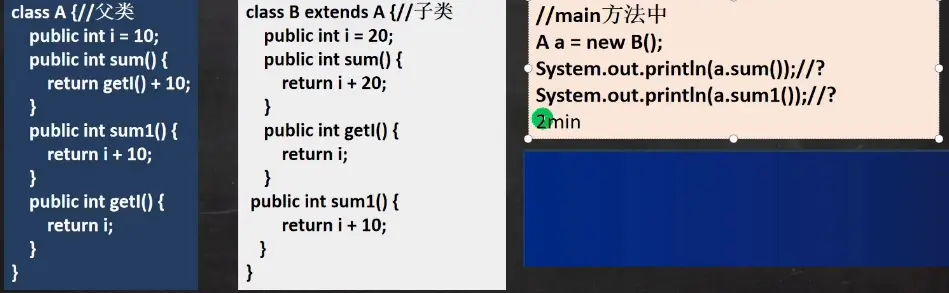 class A {//父类
public int i = 10;
public int sum() {
return getI() + 10;
}
public int sum1() {
return i + 10;
}
public int getI() {
return i;
}
}
class B extends A {//子类
public int i = 20;
public int sum() {
return i + 20;
}
public int getI() {
return i;
}
public int sum1() {
return i + 10;
}
}
//main方法中
A a = new B();
System.out.println(a.sum());//?
System.out.println(a.sum1());//?
2min